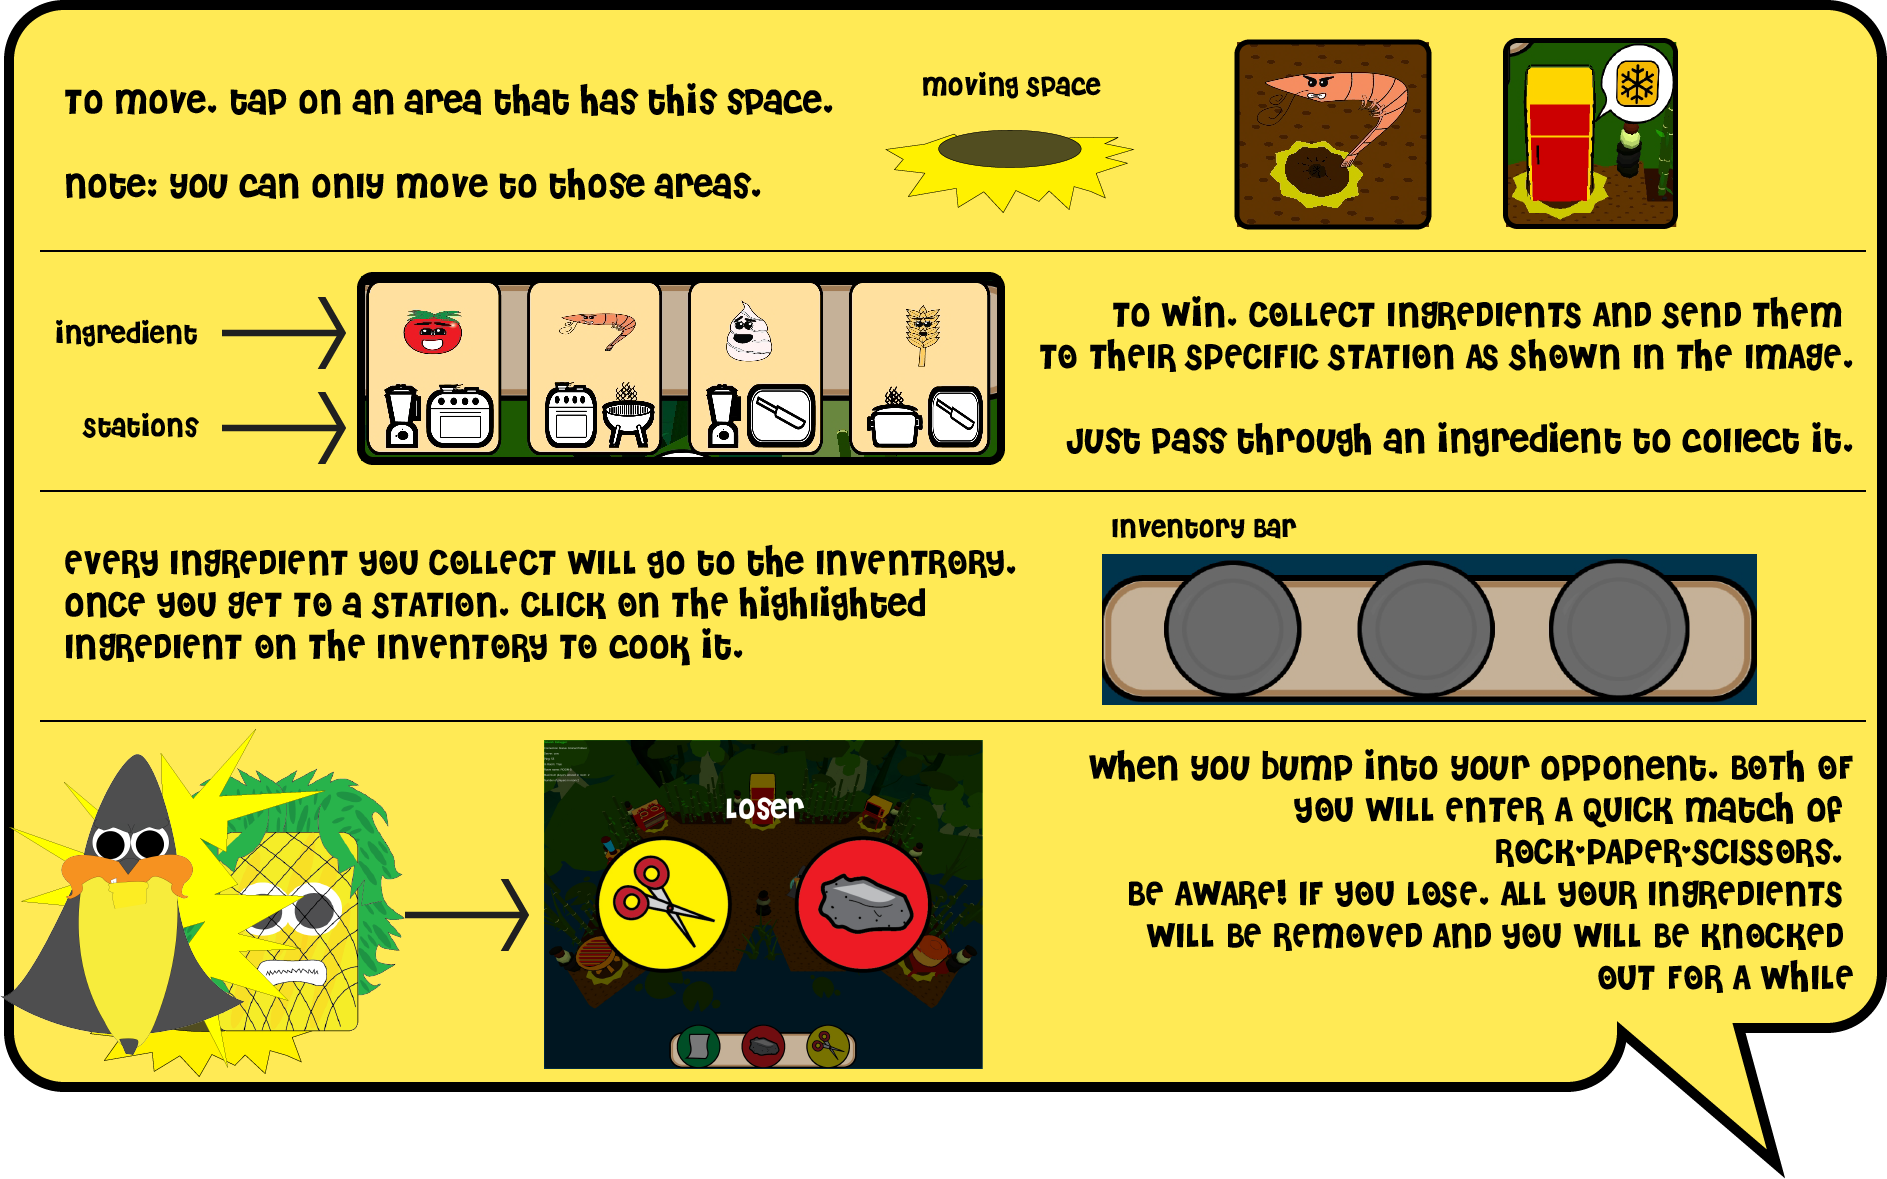 To move, tap on an area that has this space.
note: you can only move to those areas.
moving space
ingredient
stations
To win, collect ingredients and send them
to their specific station as shown in the image.
Just pass through an ingredient to collect it.
Every ingredient you collect will go to the inventrory.
Once you get to a station, click on the highlighted
ingredient on the inventory to cook it.
Inventory Bar
Loser
When you bump into your opponent, both of
you will enter a quick match of
rock-paper-scissors.
Be aware! If you lose, all your ingredients
will be removed and you will be knocked
out for a while